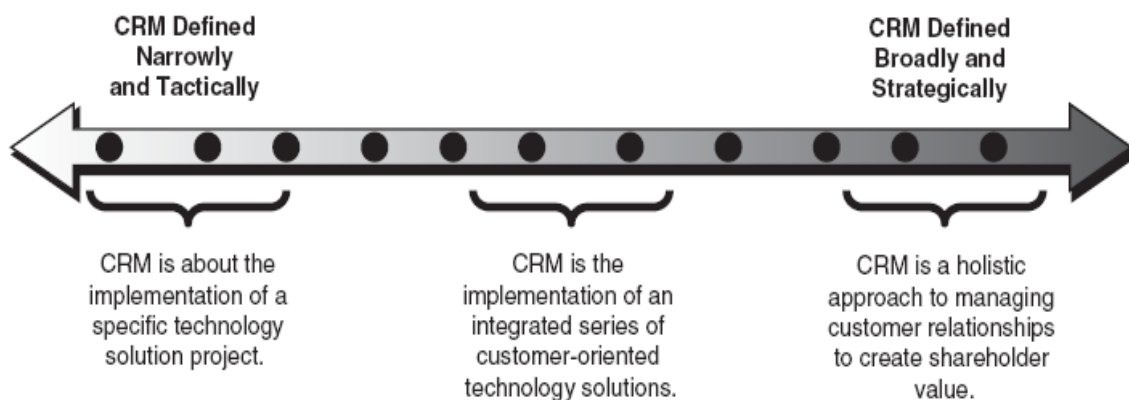 CRM Defined
Narrowly
and Tactically
CRM Defined
Broadly and
Strategically
CRM is about the
implementation of a
specific technology
solution project.
CRM is the
implementation of an
integrated series of
customer-oriented
technology solutions.
CRM is a holistic
approach to managing
customer relationships
to create shareholder
value.